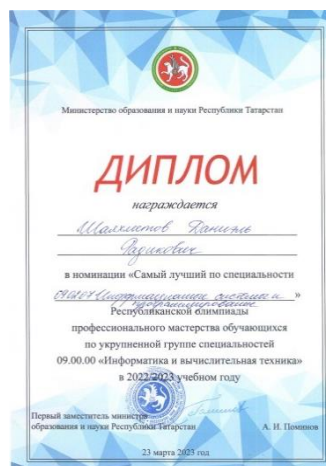 Министерство образования и науки Республики Татарстан
ДИПЛОМ
награждается
Даниэль
Радикович
в номинации «Самый лучший по специальности
09.02.07 Информационные системы и »
программирование
Республиканской олимпиады
профессионального мастерства обучающихся
по укрупненной группе специальностей
09.00.00 «Информатика и вычислительная техника»
в 2022/2023 учебном году
Первый заместитель министра
образования и науки Республики Татарстан А. И. Поминов
23 марта 2023 год